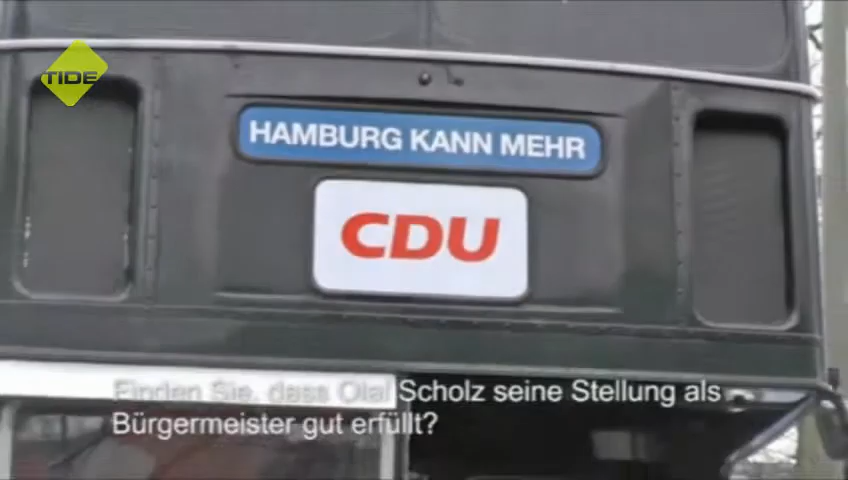 TIDE
HAMBURG KANN MEHR
CDU
Finden Sie, dass Olaf Scholz seine Stellung als
Bürgermeister gut erfüllt?